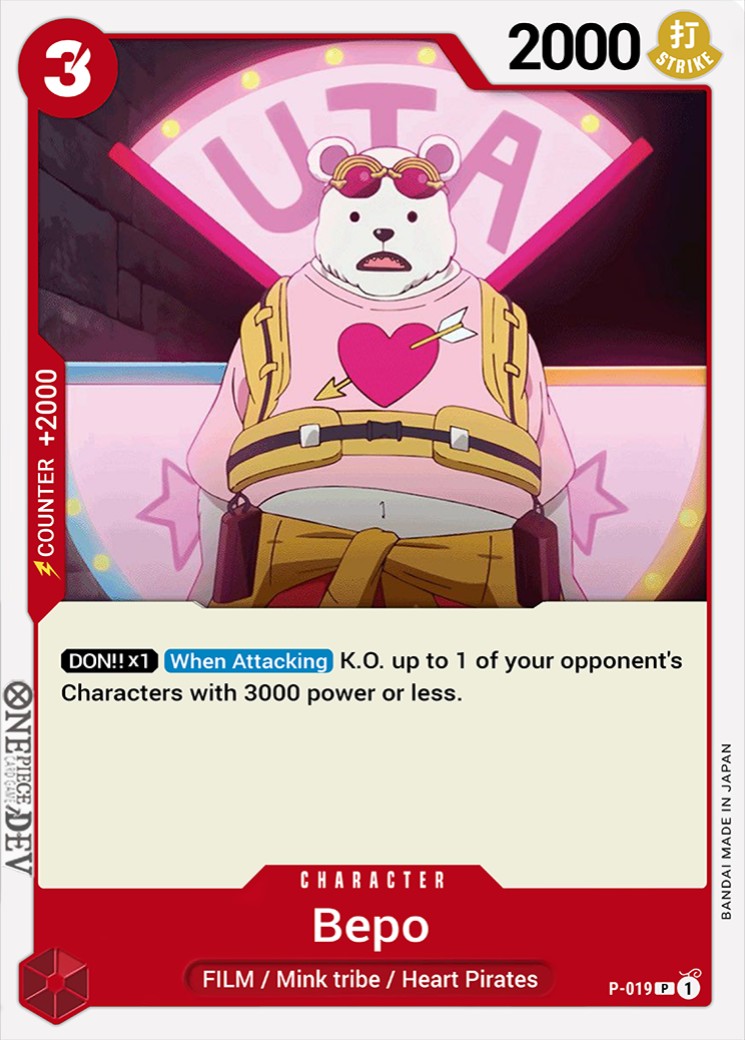 3
2000
打
STRIKE
UTA
COUNTER +2000
DON!! x1 When Attacking K.O. up to 1 of your opponent's
Characters with 3000 power or less.
ONE PIECE
CARD GAME
DEV
BANDAI MADE IN JAPAN
CHARACTER
Bepo
FILM / Mink tribe / Heart Pirates
P-019 P 1